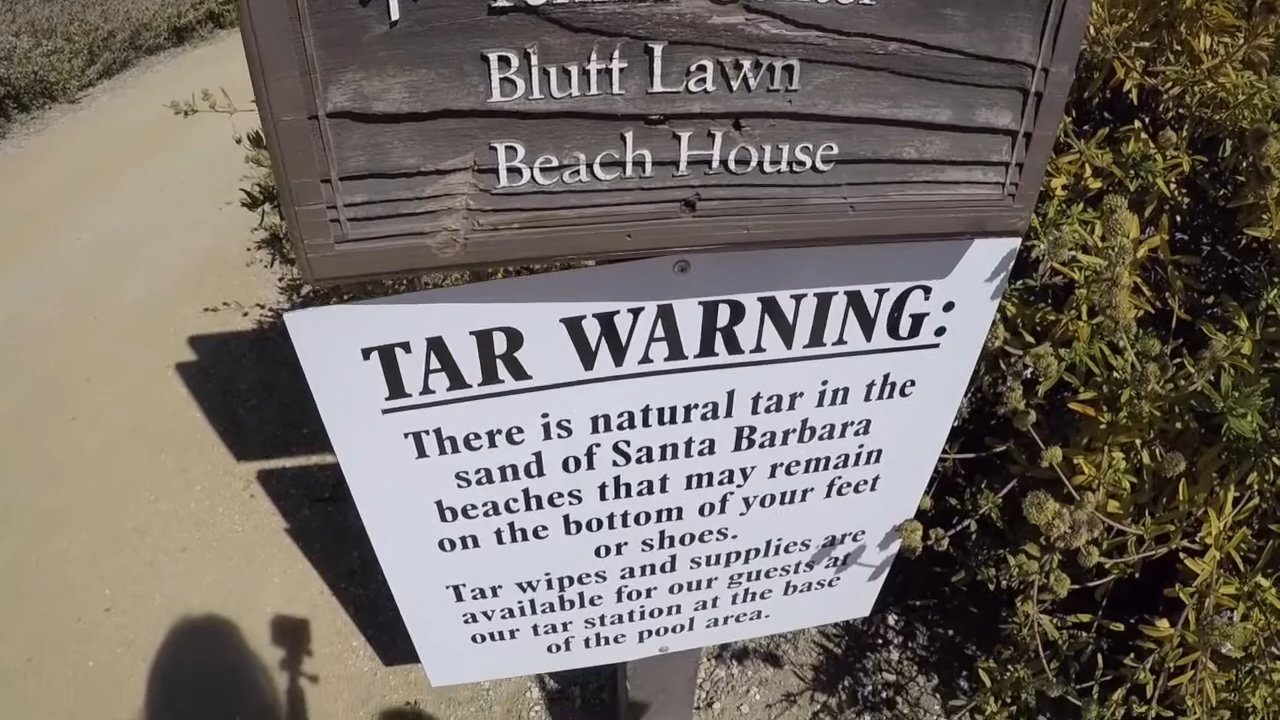 Bluff Lawn
Beach House
TAR WARNING:
There is natural tar in the
sand of Santa Barbara
beaches that may remain
on the bottom of your feet
or shoes.
Tar wipes and supplies are
available for our guests at
our tar station at the base
of the pool area.